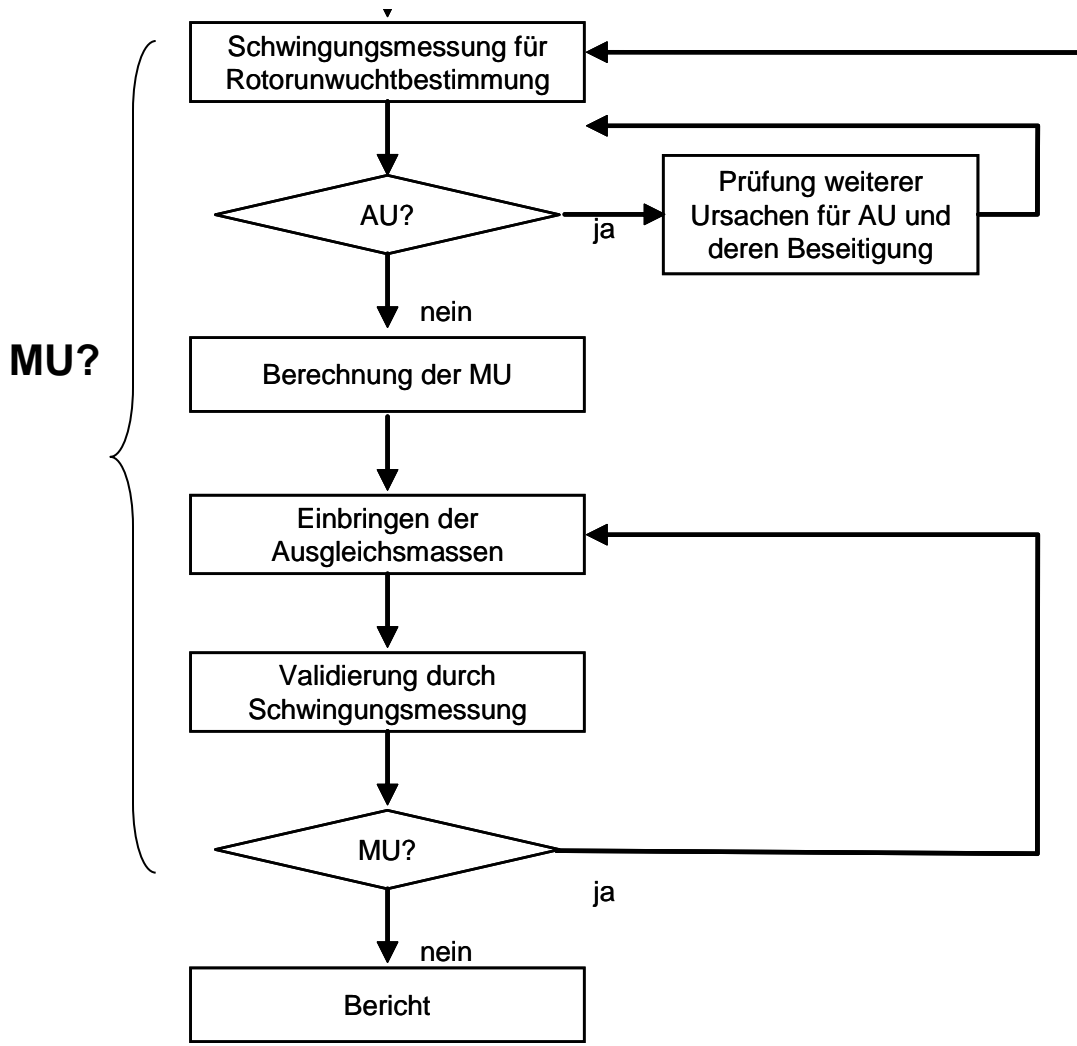 Schwingungsmessung für
Rotorunwuchtbestimmung
AU?
ja
Prüfung weiterer
Ursachen für AU und
deren Beseitigung
nein
MU?
Berechnung der MU
Einbringen der
Ausgleichsmassen
Validierung durch
Schwingungsmessung
MU?
ja
nein
Bericht